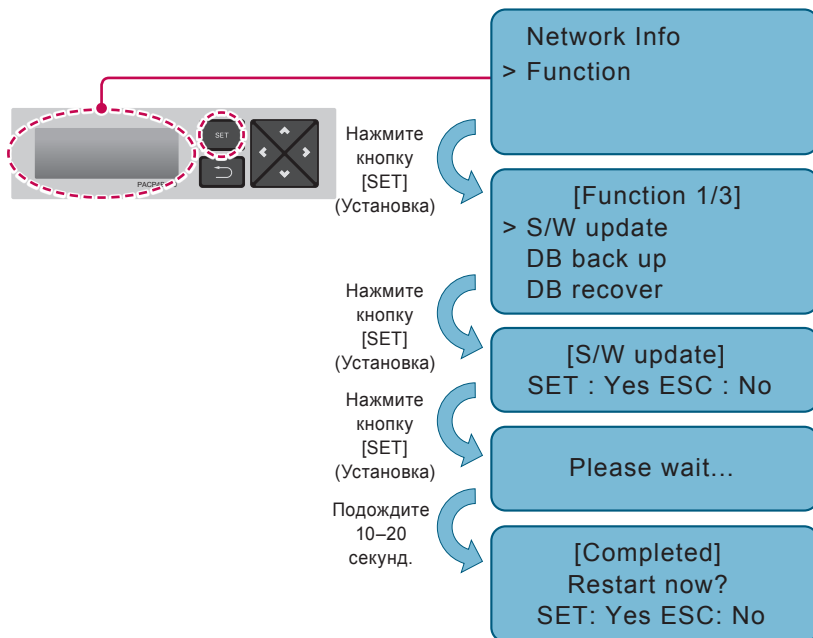 Network Info
> Function
SET
Нажмите
кнопку
[SET]
(Установка)
[Function 1/3]
> S/W update
DB back up
DB recover
Нажмите
кнопку
[SET]
(Установка)
[S/W update]
SET : Yes ESC : No
Нажмите
кнопку
[SET]
(Установка)
Please wait...
Подождите
10–20
секунд.
[Completed]
Restart now?
SET: Yes ESC: No